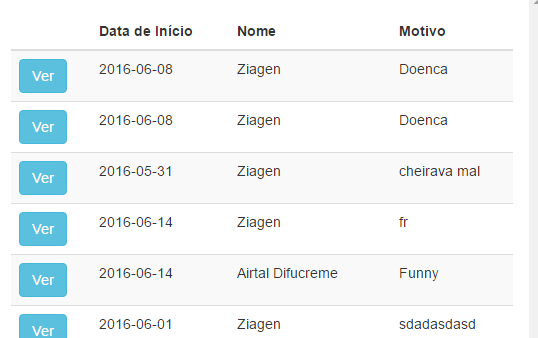 Data de Início Nome Motivo
Ver 2016-06-08 Ziagen Doenca
Ver 2016-06-08 Ziagen Doenca
Ver 2016-05-31 Ziagen cheirava mal
Ver 2016-06-14 Ziagen fr
Ver 2016-06-14 Airtal Difucreme Funny
Ver 2016-06-01 Ziagen sdadasdasd